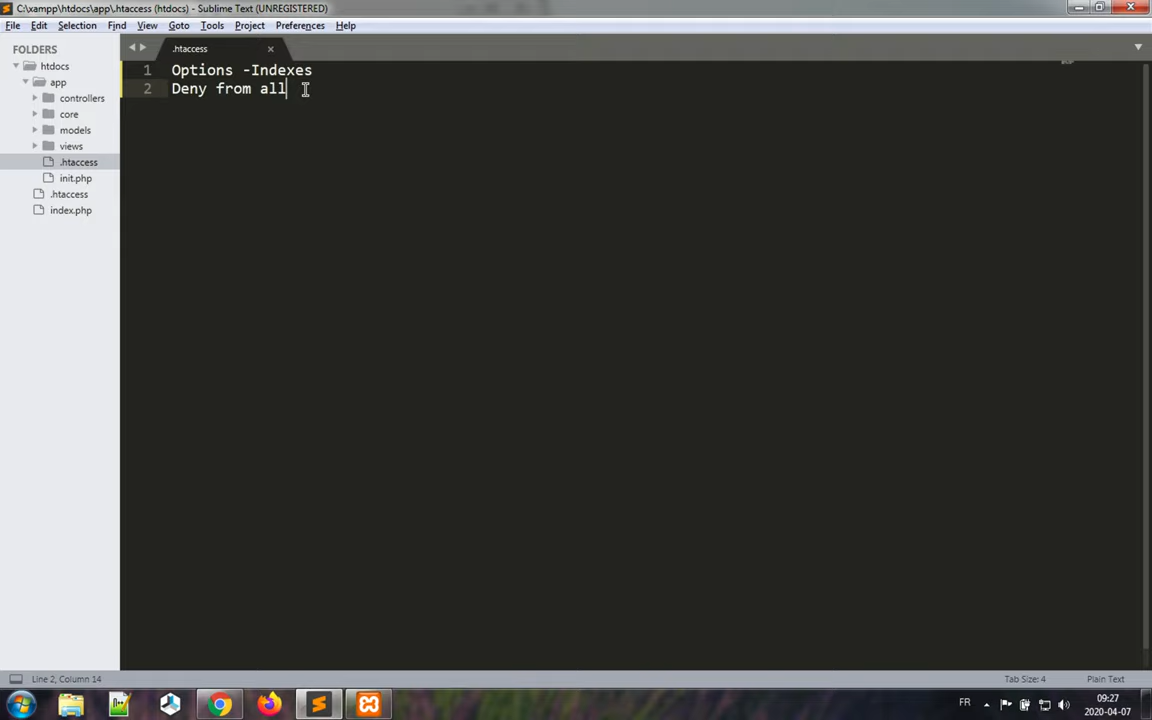 C:\xampp\htdocs\app\.htaccess (htdocs) - Sublime Text (UNREGISTERED)
File Edit Selection Find View Goto Tools Project Preferences Help
FOLDERS
htdocs
app
controllers
core
models
views
.htaccess
init.php
.htaccess
index.php
.htaccess
1 Options -Indexes
2 Deny from all
Line 2, Column 14
Tab Size: 4
Plain Text
FR
09:27
2020-04-07